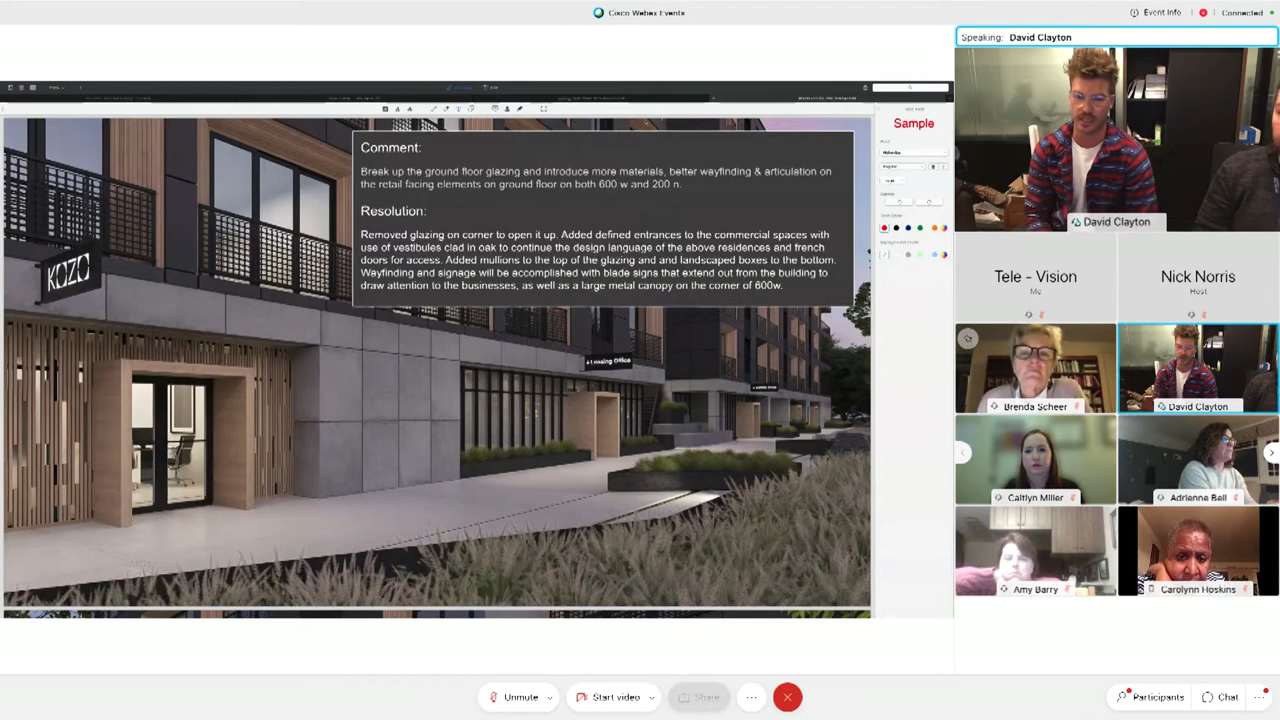 Cisco Webex Events
Event Info
Connected
Speaking: David Clayton
Sample
Comment:
Break up the ground floor glazing and introduce more materials, better wayfinding & articulation on
the retail facing elements on ground floor on both 600 w and 200 n.
Resolution:
Removed glazing on corner to open it up. Added defined entrances to the commercial spaces with
use of vestibules clad in oak to continue the design language of the above residences and french
doors for access. Added mullions to the top of the glazing and and landscaped boxes to the bottom.
Wayfinding and signage will be accomplished with blade signs that extend out from the building to
draw attention to the businesses, as well as a large metal canopy on the corner of 600w.
KOZO
Leasing Office
David Clayton
Tele - Vision
Me
Nick Norris
Host
Brenda Scheer
David Clayton
Caitlyn Miller
Adrienne Bell
Amy Barry
Carolynn Hoskins
Unmute
Start video
Share
Participants
Chat